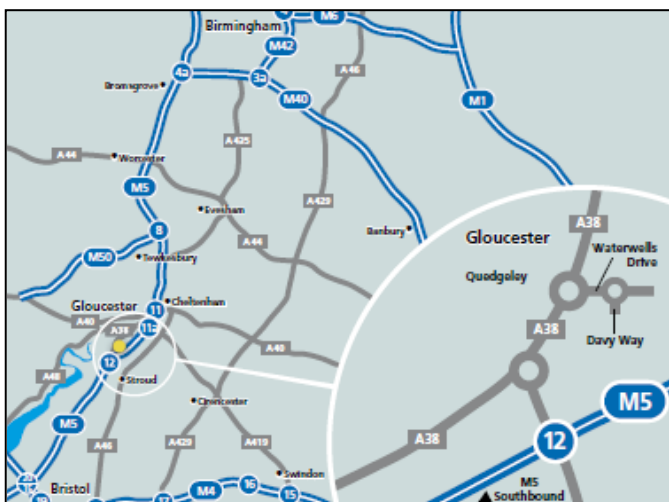 M6
Birmingham
M42
A46
Bromsgrove
4a
3a
M40
M1
A435
A44
Worcester
M5
A429
Evesham
Banbury
8
A44
M50
Tewkesbury
Gloucester
Cheltenham
11
A40
11a
A38
A40
12
A48
Stroud
Cirencester
M5
A46
A429
A419
Swindon
Bristol
M4
16
15
17
A38
Gloucester
Waterwells
Drive
Quedgeley
A38
Davy Way
A38
M5
12
M5
Southbound